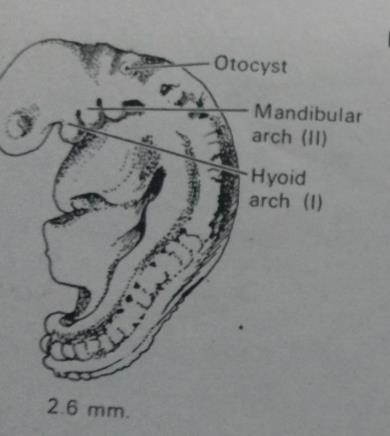 Otocyst
Mandibular
arch (II)
Hyoid
arch (I)
2.6 mm.